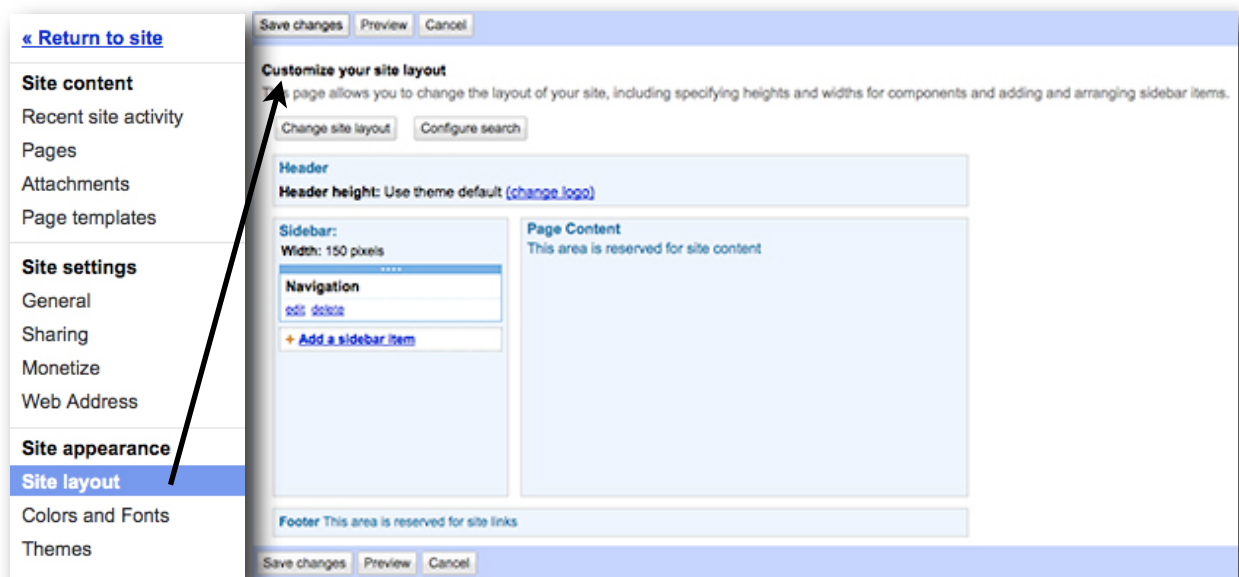 « Return to site
Site content
Recent site activity
Pages
Attachments
Page templates
Site settings
General
Sharing
Monetize
Web Address
Site appearance
Site layout
Colors and Fonts
Themes
Save changes Preview Cancel
Customize your site layout
This page allows you to change the layout of your site, including specifying heights and widths for components and adding and arranging sidebar items.
Change site layout Configure search
Header
Header height: Use theme default (change logo)
Sidebar:
Width: 150 pixels
Navigation
edit delete
+ Add a sidebar item
Page Content
This area is reserved for site content
Footer This area is reserved for site links
Save changes Preview Cancel